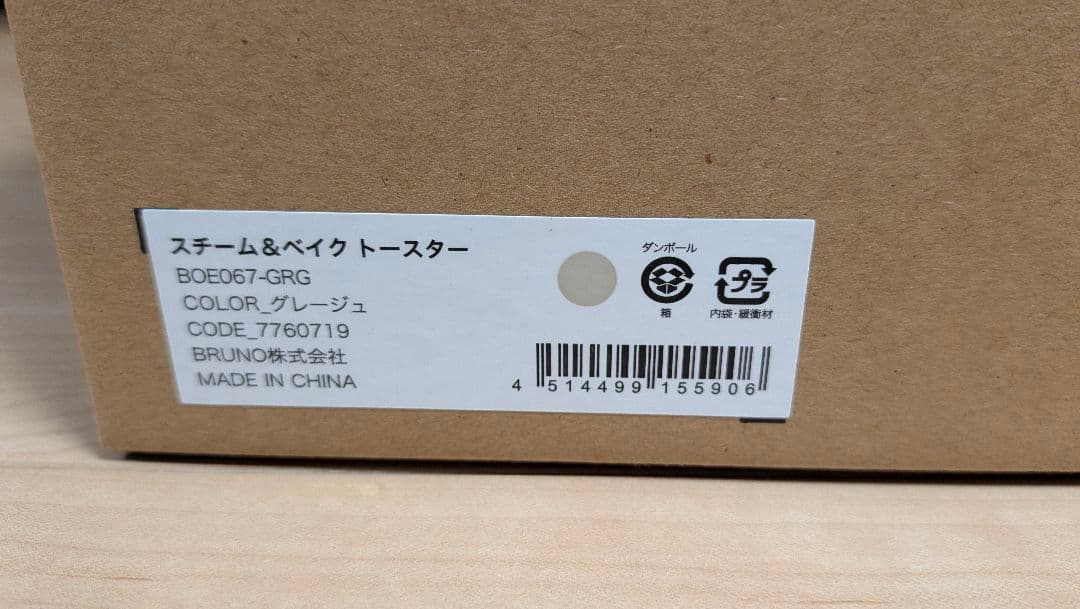 スチーム&ベイク トースター
BOE067-GRG
COLOR_グレージュ
CODE_7760719
BRUNO株式会社
MADE IN CHINA
ダンボール
箱
プラ
内袋・緩衝材
4 514499 155906